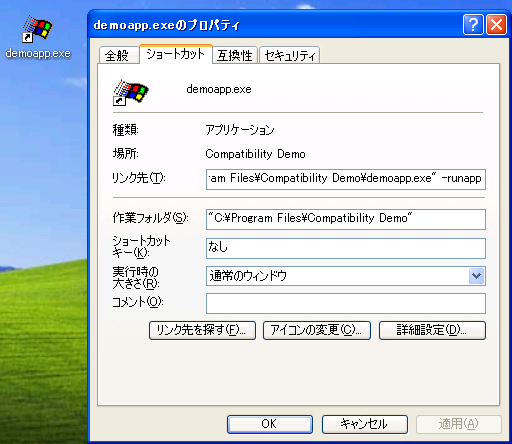 demoapp.exe
demoapp.exeのプロパティ
全般 ショートカット 互換性 セキュリティ
demoapp.exe
種類: アプリケーション
場所: Compatibility Demo
リンク先(T): ram Files¥Compatibility Demo¥demoapp.exe" -runapp
作業フォルダ(S): "C:¥Program Files¥Compatibility Demo"
ショートカット
キー(K): なし
実行時の
大きさ(R): 通常のウィンドウ
コメント(O):
リンク先を探す(F)... アイコンの変更(C)... 詳細設定(D)...
OK キャンセル 適用(A)